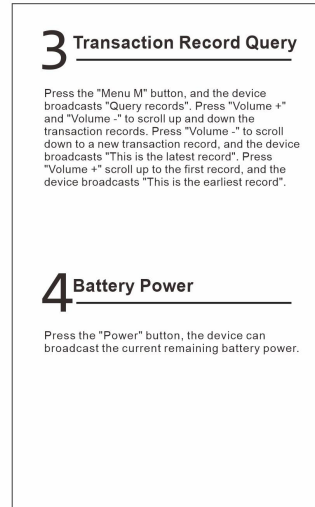 3 Transaction Record Query
Press the "Menu M" button, and the device
broadcasts "Query records". Press "Volume +"
and "Volume -" to scroll up and down the
transaction records. Press "Volume -" to scroll
down to a new transaction record, and the device
broadcasts "This is the latest record". Press
"Volume +" scroll up to the first record, and the
device broadcasts "This is the earliest record".
4 Battery Power
Press the "Power" button, the device can
broadcast the current remaining battery power.